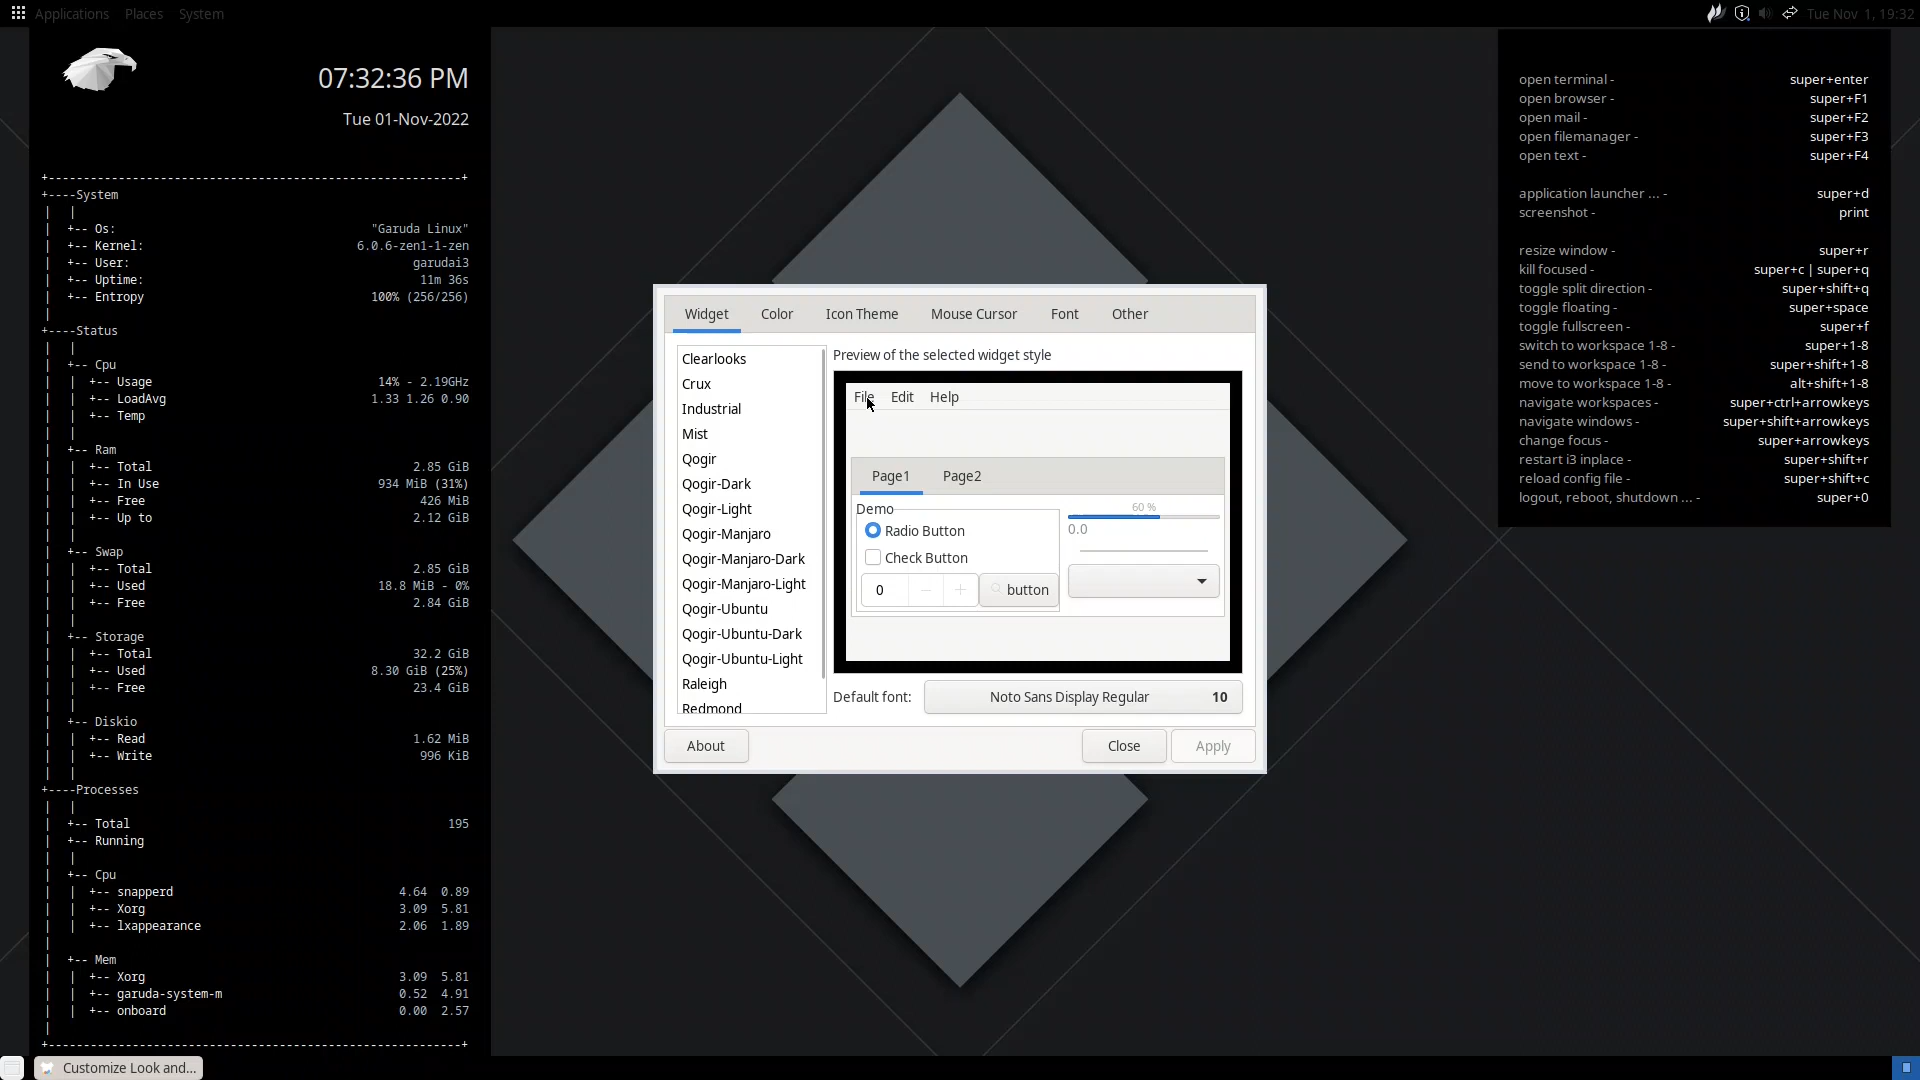 Applications Places System
Tue Nov 1, 19:32
07:32:36 PM
Tue 01-Nov-2022
+----System
+-- Os: "Garuda Linux"
+-- Kernel: 6.0.6-zen1-1-zen
+-- User: garudai3
+-- Uptime: 11m 36s
+-- Entropy 100% (256/256)
+----Status
+-- Cpu
+-- Usage 14% - 2.19GHz
+-- LoadAvg 1.33 1.26 0.90
+-- Temp
+-- Ram
+-- Total 2.85 GiB
+-- In Use 934 MiB (31%)
+-- Free 426 MiB
+-- Up to 2.12 GiB
+-- Swap
+-- Total 2.85 GiB
+-- Used 18.8 MiB - 0%
+-- Free 2.84 GiB
+-- Storage
+-- Total 32.2 GiB
+-- Used 8.30 GiB (25%)
+-- Free 23.4 GiB
+-- Diskio
+-- Read 1.62 MiB
+-- Write 996 KiB
+----Processes
+-- Total 195
+-- Running
+-- Cpu
+-- snapperd 4.64 0.89
+-- Xorg 3.09 5.81
+-- lxappearance 2.06 1.89
+-- Mem
+-- Xorg 3.09 5.81
+-- garuda-system-m 0.52 4.91
+-- onboard 0.00 2.57
Widget Color Icon Theme Mouse Cursor Font Other
Clearlooks
Crux
Industrial
Mist
Qogir
Qogir-Dark
Qogir-Light
Qogir-Manjaro
Qogir-Manjaro-Dark
Qogir-Manjaro-Light
Qogir-Ubuntu
Qogir-Ubuntu-Dark
Qogir-Ubuntu-Light
Raleigh
Redmond
Preview of the selected widget style
File Edit Help
Page1 Page2
Demo
Radio Button
Check Button
0 − + button
60 %
0.0
Default font: Noto Sans Display Regular 10
About Close Apply
open terminal - super+enter
open browser - super+F1
open mail - super+F2
open filemanager - super+F3
open text - super+F4
application launcher ... - super+d
screenshot - print
resize window - super+r
kill focused - super+c | super+q
toggle split direction - super+shift+q
toggle floating - super+space
toggle fullscreen - super+f
switch to workspace 1-8 - super+1-8
send to workspace 1-8 - super+shift+1-8
move to workspace 1-8 - alt+shift+1-8
navigate workspaces - super+ctrl+arrowkeys
navigate windows - super+shift+arrowkeys
change focus - super+arrowkeys
restart i3 inplace - super+shift+r
reload config file - super+shift+c
logout, reboot, shutdown ... - super+0
Customize Look and...